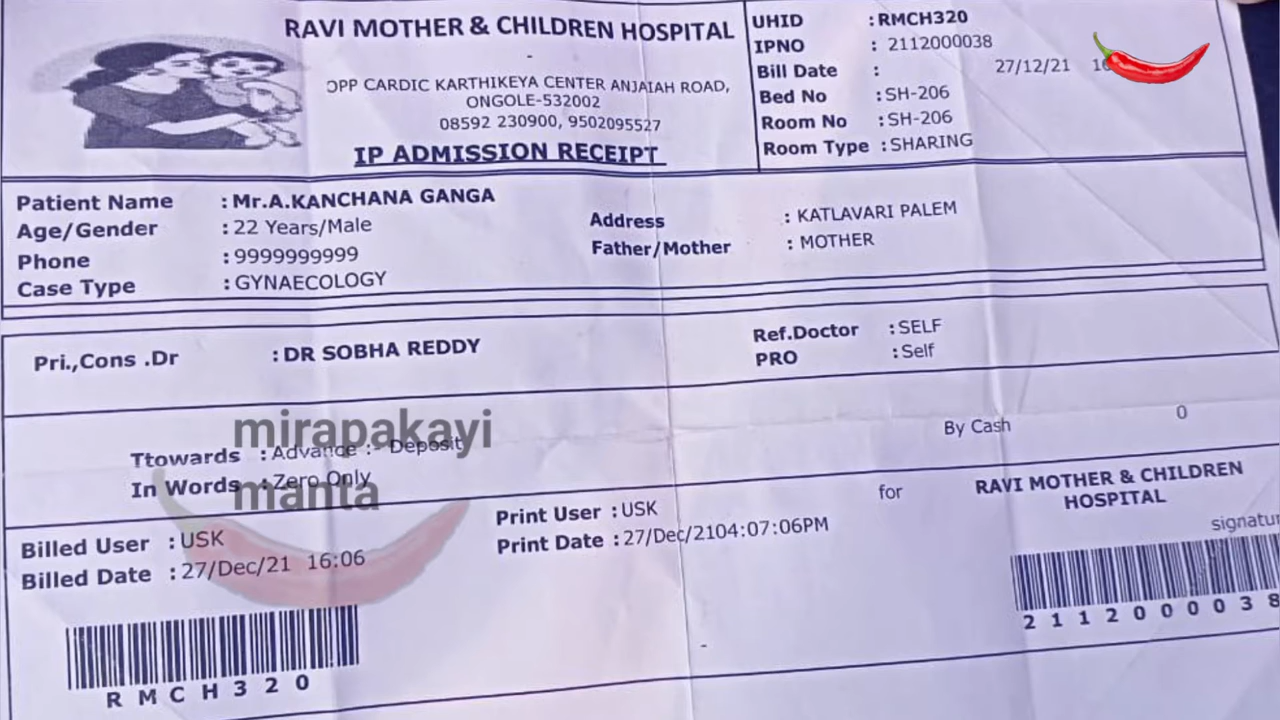 RAVI MOTHER & CHILDREN HOSPITAL
-
OPP CARDIC KARTHIKEYA CENTER ANJAIAH ROAD,
ONGOLE-532002
08592 230900, 9502095527
IP ADMISSION RECEIPT
UHID :RMCH320
IPNO : 2112000038
Bill Date : 27/12/21
Bed No :SH-206
Room No :SH-206
Room Type :SHARING
Patient Name :Mr.A.KANCHANA GANGA
Age/Gender :22 Years/Male
Phone :9999999999
Case Type :GYNAECOLOGY
Address : KATLAVARI PALEM
Father/Mother : MOTHER
Pri.,Cons .Dr :DR SOBHA REDDY
Ref.Doctor :SELF
PRO :Self
mirapakayi
manta
Ttowards :Advance :- Deposit
In Words :Zero Only
By Cash 0
Billed User :USK
Billed Date :27/Dec/21 16:06
Print User :USK
Print Date :27/Dec/2104:07:06PM
for RAVI MOTHER & CHILDREN
HOSPITAL
signatur
RMCH320
2112000038